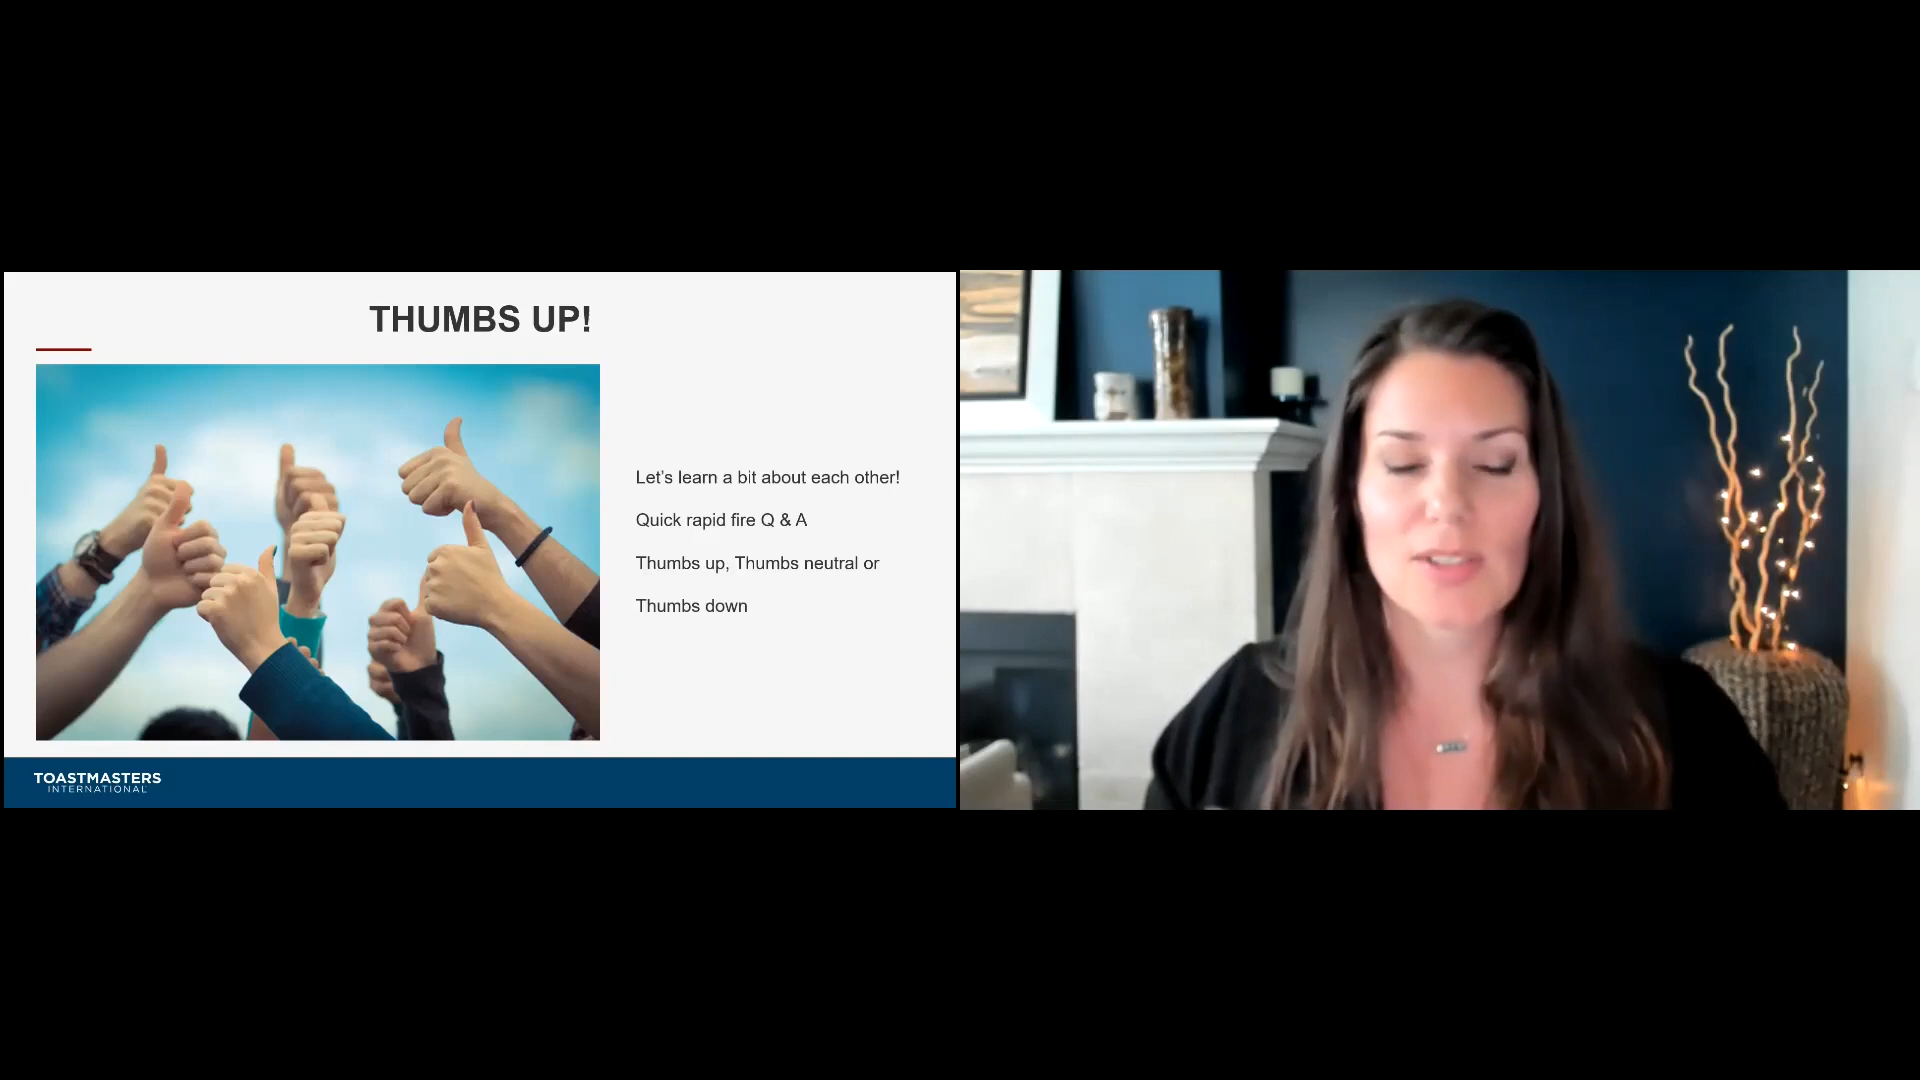 THUMBS UP!
Let's learn a bit about each other!
Quick rapid fire Q & A
Thumbs up, Thumbs neutral or
Thumbs down
TOASTMASTERS
INTERNATIONAL